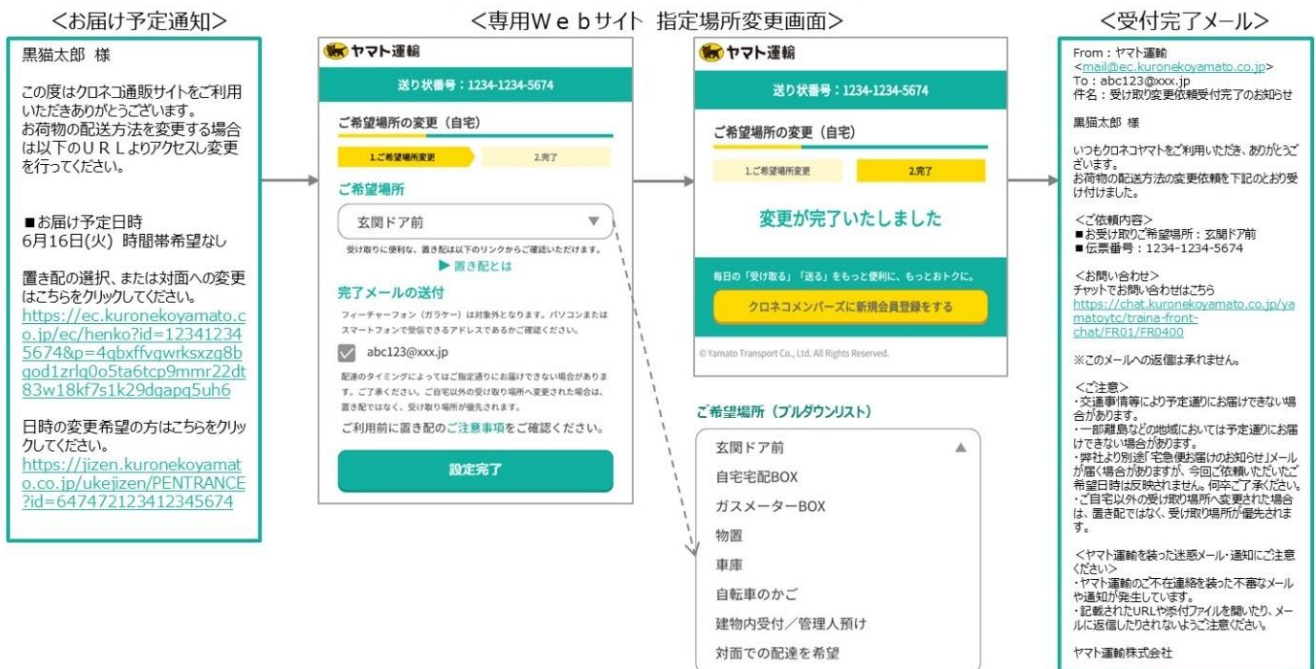 ＜お届け予定通知＞
黒猫太郎 様
この度はクロネコ通販サイトをご利用
いただきありがとうございます。
お荷物の配送方法を変更する場合
は以下のＵＲＬよりアクセスし変更
を行ってください。
■お届け予定日時
6月16日(火) 時間帯希望なし
置き配の選択、または対面への変更
はこちらをクリックしてください。
https://ec.kuronekoyamato.c
o.jp/ec/henko?id=12341234
5674&p=4qbxffvgwrksxzg8b
god1zrlq0o5ta6tcp9mmr22dt
83w18kf7s1k29dgapq5uh6
日時の変更希望の方はこちらをクリッ
クしてください。
https://jizen.kuronekoyamat
o.co.jp/ukejizen/PENTRANCE
?id=647472123412345674
＜専用Ｗｅｂサイト 指定場所変更画面＞
ヤマト運輸
送り状番号：1234-1234-5674
ご希望場所の変更（自宅）
1.ご希望場所変更
2.完了
ご希望場所
玄関ドア前 ▼
受け取りに便利な、置き配は以下のリンクからご確認いただけます。
▶ 置き配とは
完了メールの送付
フィーチャーフォン（ガラケー）は対象外となります。パソコンまたは
スマートフォンで受信できるアドレスであるかご確認ください。
abc123@xxx.jp
配達のタイミングによってはご指定通りにお届けできない場合がありま
す。ご了承ください。ご自宅以外の受け取り場所へ変更された場合は、
置き配ではなく、受け取り場所が優先されます。
ご利用前に置き配のご注意事項をご確認ください。
設定完了
ヤマト運輸
送り状番号：1234-1234-5674
ご希望場所の変更（自宅）
1.ご希望場所変更
2.完了
変更が完了いたしました
毎日の「受け取る」「送る」をもっと便利に、もっとおトクに。
クロネコメンバーズに新規会員登録をする
© Yamato Transport Co., Ltd. All Rights Reserved.
ご希望場所（プルダウンリスト）
玄関ドア前 ▲
自宅宅配BOX
ガスメーターBOX
物置
車庫
自転車のかご
建物内受付／管理人預け
対面での配達を希望
＜受付完了メール＞
From：ヤマト運輸
<mail@ec.kuronekoyamato.co.jp>
To：abc123@xxx.jp
件名：受け取り変更依頼受付完了のお知らせ
黒猫太郎 様
いつもクロネコヤマトをご利用いただき、ありがとうご
ざいます。
お荷物の配送方法の変更依頼を下記のとおり受
け付けました。
＜ご依頼内容＞
■お受け取りご希望場所：玄関ドア前
■伝票番号：1234-1234-5674
＜お問い合わせ＞
チャットでお問い合わせはこちら
https://chat.kuronekoyamato.co.jp/ya
matoytc/traina-front-
chat/FR01/FR0400
※このメールへの返信は承れません。
＜ご注意＞
・交通事情等により予定通りにお届けできない場
合があります。
・一部離島などの地域においては予定通りにお届
けできない場合があります。
・弊社より別途「宅急便お届けのお知らせ」メール
が届く場合がありますが、今回ご依頼いただいたご
希望日時は反映されません。何卒ご了承ください。
・ご自宅以外の受け取り場所へ変更された場合
は、置き配ではなく、受け取り場所が優先されま
す。
＜ヤマト運輸を装った迷惑メール・通知にご注意
ください＞
・ヤマト運輸のご不在連絡を装った不審なメール
や通知が発生しています。
・記載されたURLや添付ファイルを開いたり、メー
ルに返信したりされないようご注意ください。
ヤマト運輸株式会社